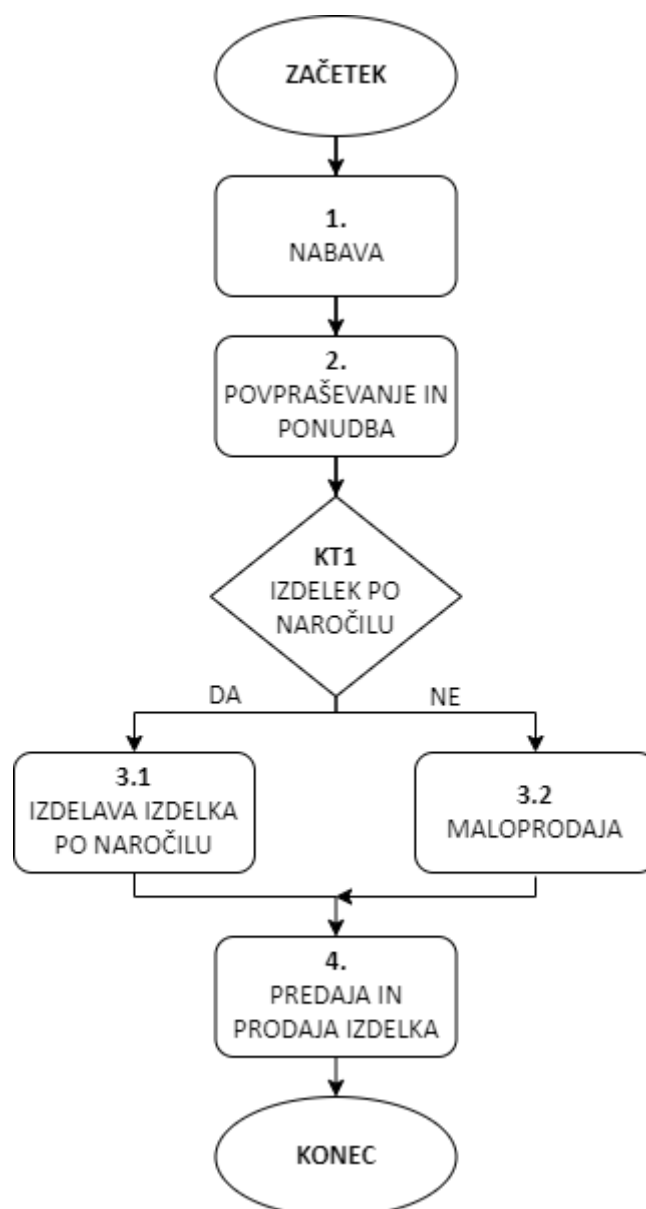 ZAČETEK
1.
NABAVA
2.
POVPRAŠEVANJE IN
PONUDBA
KT1
IZDELEK PO
NAROČILU
DA
NE
3.1
IZDELAVA IZDELKA
PO NAROČILU
3.2
MALOPRODAJA
4.
PREDAJA IN
PRODAJA IZDELKA
KONEC